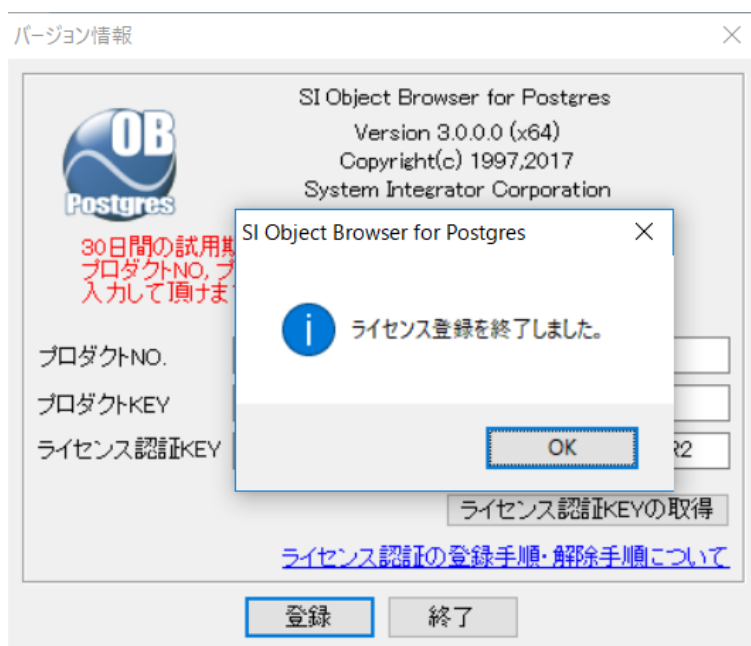 バージョン情報
OB
Postgres
SI Object Browser for Postgres
Version 3.0.0.0 (x64)
Copyright(c) 1997,2017
System Integrator Corporation
30日間の試用期
プロダクトNO, プ
入力して頂けま
SI Object Browser for Postgres
ライセンス登録を終了しました。
OK
プロダクトNO.
プロダクトKEY
ライセンス認証KEY
R2
ライセンス認証KEYの取得
ライセンス認証の登録手順・解除手順について
登録
終了